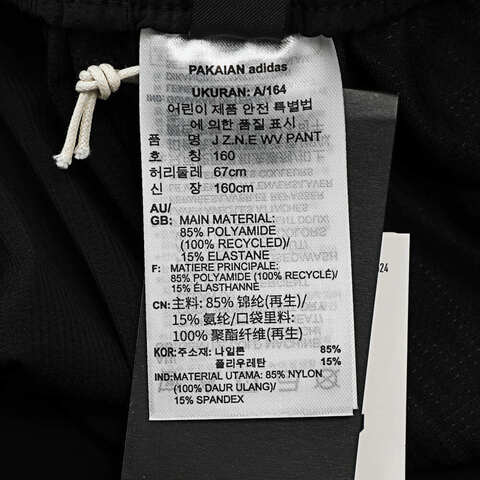 PAKAIAN adidas
UKURAN: A/164
어린이 제품 안전 특별법
에 의한 품질 표시
품 명 J Z.N.E WV PANT
호 칭 160
허리둘레 67cm
신 장 160cm
AU/
GB: MAIN MATERIAL:
85% POLYAMIDE
(100% RECYCLED)/
15% ELASTANE
F: MATIERE PRINCIPALE:
85% POLYAMIDE (100% RECYCLÉ)/
15% ÉLASTHANNE
CN: 主料: 85% 锦纶(再生)/
15% 氨纶/口袋里料:
100% 聚酯纤维(再生)
KOR: 주소재: 나일론 85%
폴리우레탄 15%
IND: MATERIAL UTAMA: 85% NYLON
(100% DAUR ULANG)/
15% SPANDEX
24